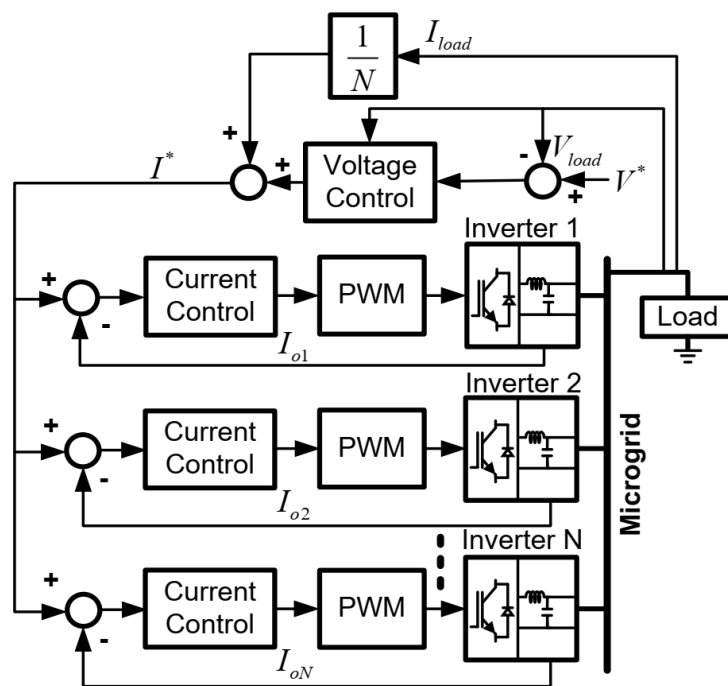 1
N
I_load
+
I*
+
Voltage
Control
-
V_load
+
V*
Inverter 1
+
Current
Control
PWM
-
I_o1
Load
Inverter 2
+
Current
Control
PWM
-
I_o2
Microgrid
Inverter N
+
Current
Control
PWM
-
I_oN